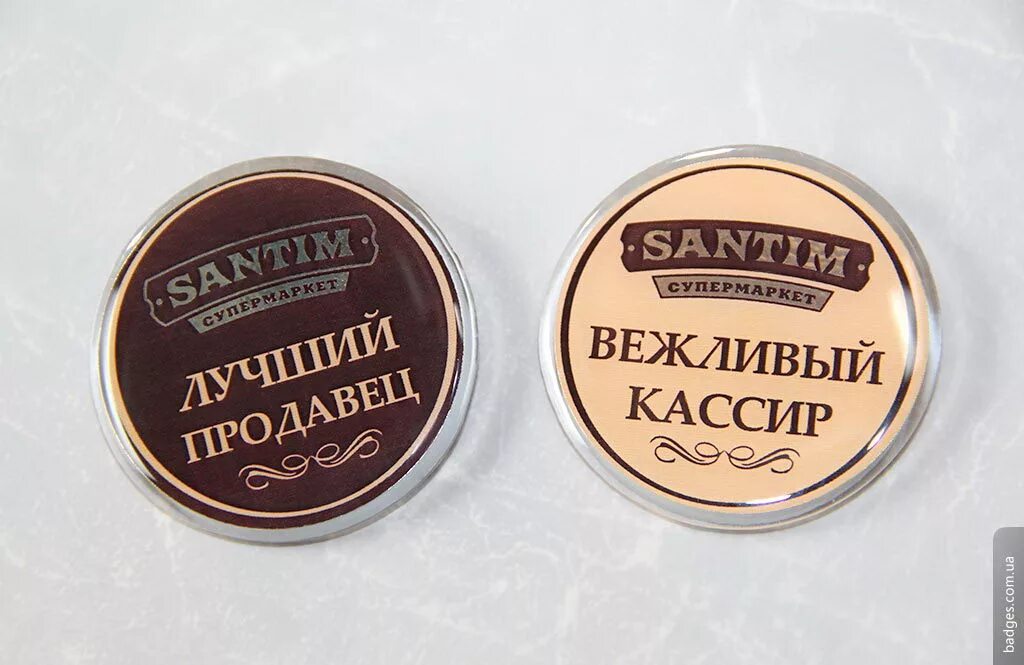 SANTIM
СУПЕРМАРКЕТ
ЛУЧШИЙ
ПРОДАВЕЦ
SANTIM
СУПЕРМАРКЕТ
ВЕЖЛИВЫЙ
КАССИР
badges.com.ua